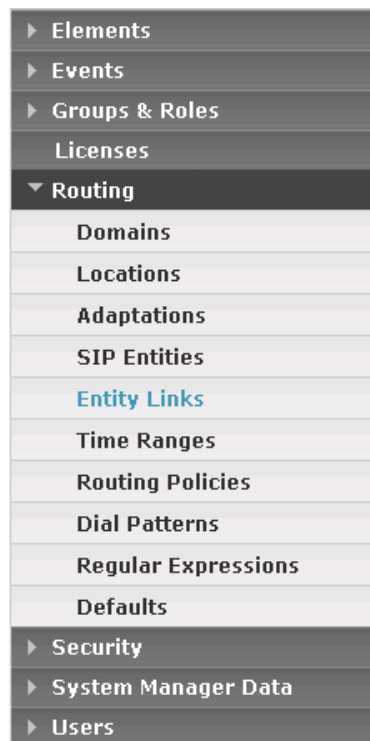 Elements
Events
Groups & Roles
Licenses
Routing
Domains
Locations
Adaptations
SIP Entities
Entity Links
Time Ranges
Routing Policies
Dial Patterns
Regular Expressions
Defaults
Security
System Manager Data
Users